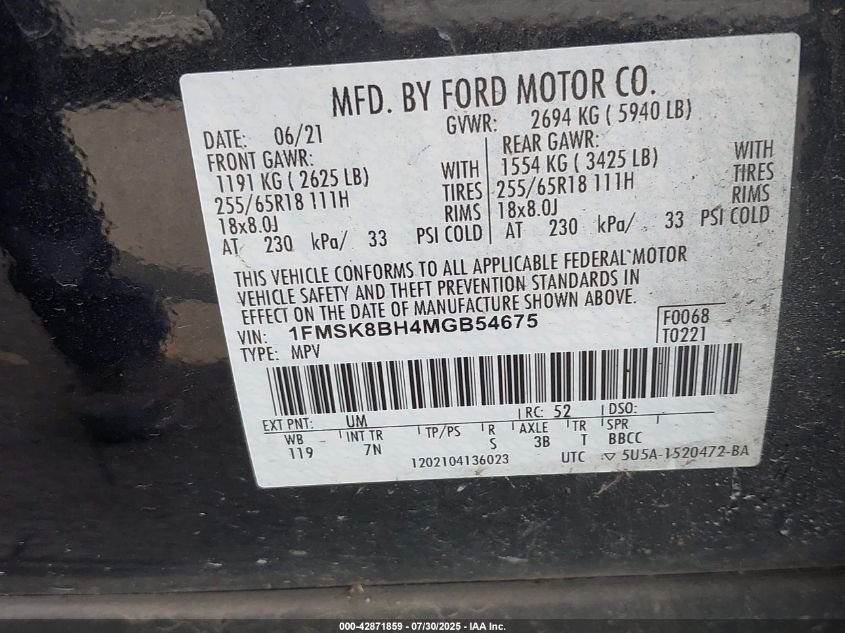 MFD. BY FORD MOTOR CO.
DATE: 06/21 GVWR: 2694 KG ( 5940 LB)
FRONT GAWR: REAR GAWR:
1191 KG ( 2625 LB) WITH 1554 KG ( 3425 LB) WITH
255/65R18 111H TIRES 255/65R18 111H TIRES
18x8.0J RIMS 18x8.0J RIMS
AT 230 kPa/ 33 PSI COLD AT 230 kPa/ 33 PSI COLD
THIS VEHICLE CONFORMS TO ALL APPLICABLE FEDERAL MOTOR
VEHICLE SAFETY AND THEFT PREVENTION STANDARDS IN
EFFECT ON THE DATE OF MANUFACTURE SHOWN ABOVE.
VIN: 1FMSK8BH4MGB54675 F0068
TYPE: MPV T0221
EXT PNT: UM RC: 52 DSO:
WB INT TR TP/PS R AXLE TR SPR
119 7N S 3B T BBCC
1202104136023 UTC ▽ 5U5A-1520472-BA
000-42871859 / 07/30/2025 - IAA Inc.